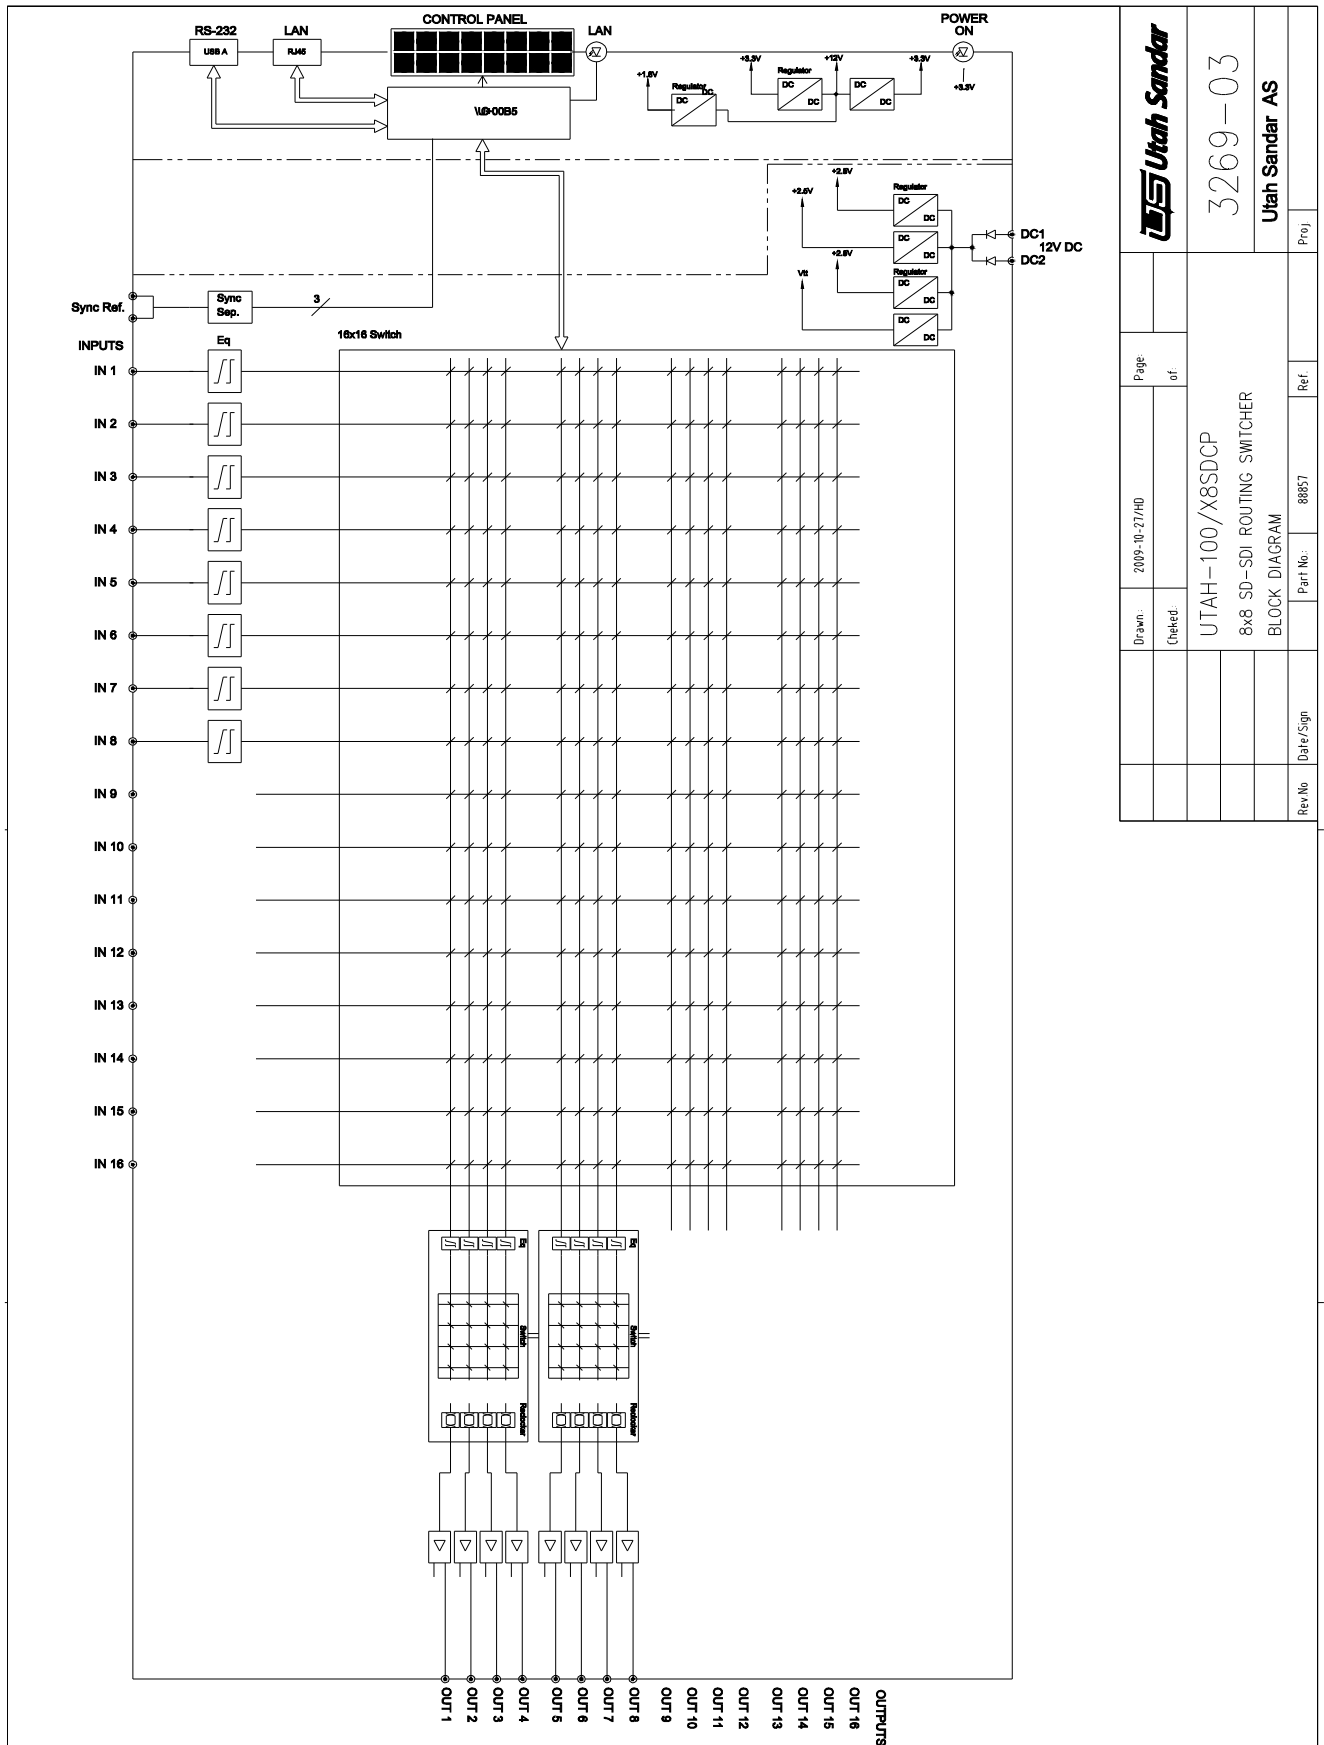 RS-232
LAN
CONTROL PANEL
LAN
POWER
ON
USB A
RJ45
\U+00B5
+1.8V
Regulator
DC
DC
+3.3V
Regulator
DC
DC
+12V
DC
DC
+3.3V
+3.3V
+2.5V
+2.5V
Regulator
DC
DC
DC
DC
+2.5V
Regulator
DC
DC
Vtt
DC
DC
DC1
12V DC
DC2
Sync Ref.
Sync
Sep.
3
16x16 Switch
INPUTS
Eq
IN 1
IN 2
IN 3
IN 4
IN 5
IN 6
IN 7
IN 8
IN 9
IN 10
IN 11
IN 12
IN 13
IN 14
IN 15
IN 16
Eq
Eq
Switch
Switch
Reclocker
Reclocker
OUT 1
OUT 2
OUT 3
OUT 4
OUT 5
OUT 6
OUT 7
OUT 8
OUT 9
OUT 10
OUT 11
OUT 12
OUT 13
OUT 14
OUT 15
OUT 16
OUTPUTS
US Utah Sandar
3269-03
Utah Sandar AS
Proj.
Page:
of:
Ref.
Drawn: 2009-10-27/HD
Cheked:
UTAH-100/X8SDCP
8x8 SD-SDI ROUTING SWITCHER
BLOCK DIAGRAM
Part No.: 88857
Rev.No
Date/Sign